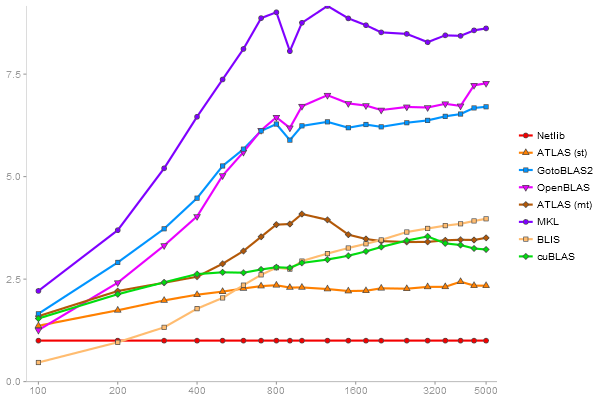 7.5
5.0
2.5
0.0
100
200
400
800
1600
3200
5000
Netlib
ATLAS (st)
GotoBLAS2
OpenBLAS
ATLAS (mt)
MKL
BLIS
cuBLAS